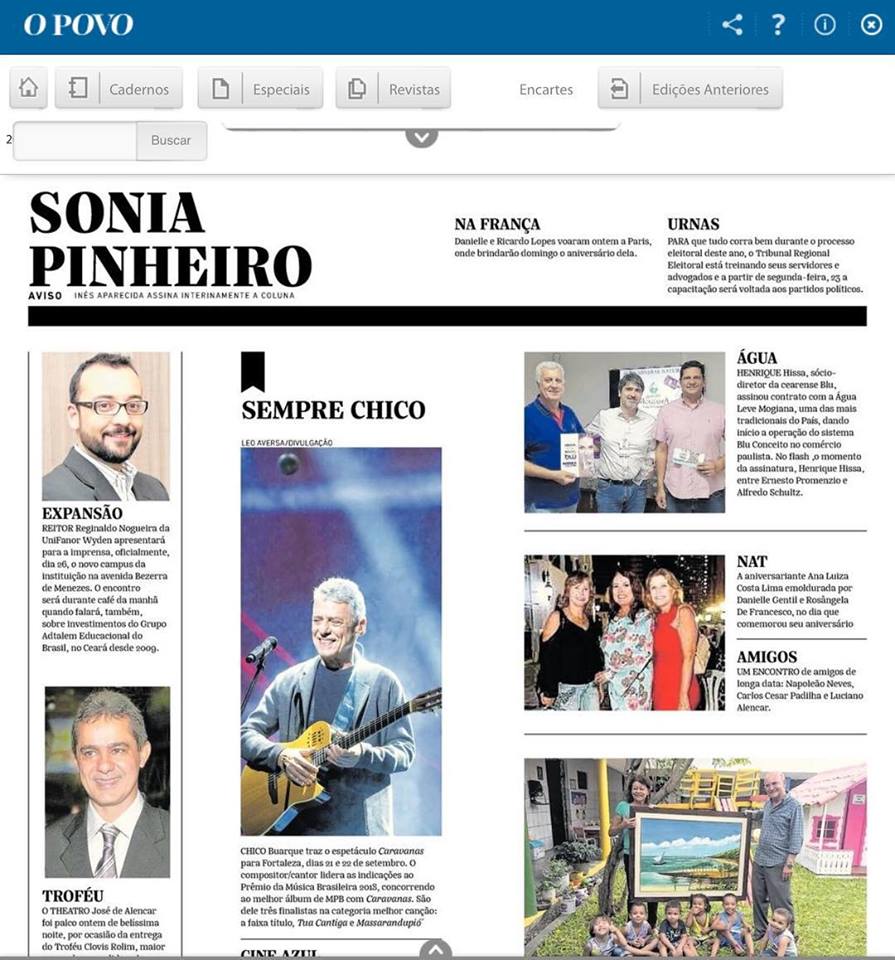 O POVO
Cadernos
Especiais
Revistas
Encartes
Edições Anteriores
2
Buscar
SONIA
PINHEIRO
AVISO INÊS APARECIDA ASSINA INTERINAMENTE A COLUNA
NA FRANÇA
Danielle e Ricardo Lopes voaram ontem a Paris,
onde brindarão domingo o aniversário dela.
URNAS
PARA que tudo corra bem durante o processo
eleitoral deste ano, o Tribunal Regional
Eleitoral está treinando seus servidores e
advogados e a partir de segunda-feira, 23 a
capacitação será voltada aos partidos políticos.
EXPANSÃO
REITOR Reginaldo Nogueira da
UniFanor Wyden apresentará
para a imprensa, oficialmente,
dia 26, o novo campus da
instituição na avenida Bezerra
de Menezes. O encontro
será durante café da manhã
quando falará, também,
sobre investimentos do Grupo
Adtalem Educacional do
Brasil, no Ceará desde 2009.
TROFÉU
O THEATRO José de Alencar
foi palco ontem de belíssima
noite, por ocasião da entrega
do Troféu Clovis Rolim, maior
SEMPRE CHICO
LEO AVERSA/DIVULGAÇÃO
CHICO Buarque traz o espetáculo Caravanas
para Fortaleza, dias 21 e 22 de setembro. O
compositor/cantor lidera as indicações ao
Prêmio da Música Brasileira 2018, concorrendo
ao melhor álbum de MPB com Caravanas. São
dele três finalistas na categoria melhor canção:
a faixa título, Tua Cantiga e Massarandupió
CINE AZUL
ÁGUA
HENRIQUE Hissa, sócio-
diretor da cearense Blu,
assinou contrato com a Água
Leve Mogiana, uma das mais
tradicionais do País, dando
início a operação do sistema
Blu Conceito no comércio
paulista. No flash ,o momento
da assinatura, Henrique Hissa,
entre Ernesto Promenzio e
Alfredo Schultz.
NAT
A aniversariante Ana Luiza
Costa Lima emoldurada por
Danielle Gentil e Rosângela
De Francesco, no dia que
comemorou seu aniversário
AMIGOS
UM ENCONTRO de amigos de
longa data: Napoleão Neves,
Carlos Cesar Padilha e Luciano
Alencar.